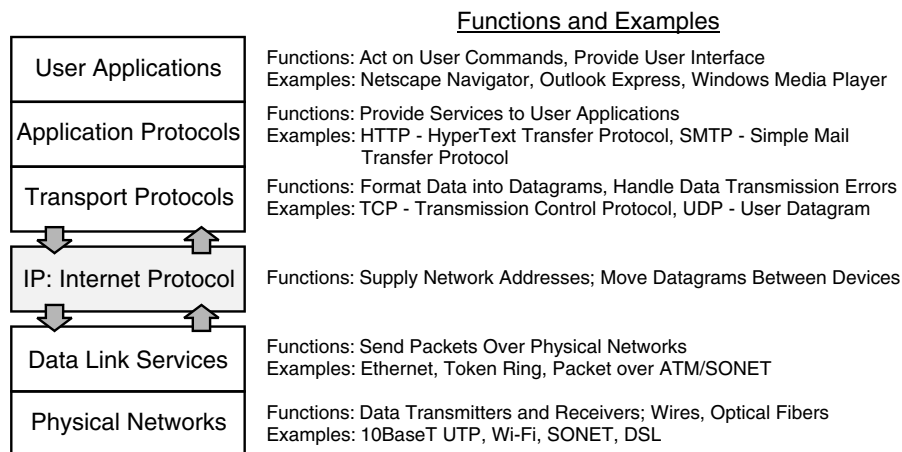 Functions and Examples
User Applications
Functions: Act on User Commands, Provide User Interface
Examples: Netscape Navigator, Outlook Express, Windows Media Player
Application Protocols
Functions: Provide Services to User Applications
Examples: HTTP - HyperText Transfer Protocol, SMTP - Simple Mail
Transfer Protocol
Transport Protocols
Functions: Format Data into Datagrams, Handle Data Transmission Errors
Examples: TCP - Transmission Control Protocol, UDP - User Datagram
IP: Internet Protocol
Functions: Supply Network Addresses; Move Datagrams Between Devices
Data Link Services
Functions: Send Packets Over Physical Networks
Examples: Ethernet, Token Ring, Packet over ATM/SONET
Physical Networks
Functions: Data Transmitters and Receivers; Wires, Optical Fibers
Examples: 10BaseT UTP, Wi-Fi, SONET, DSL